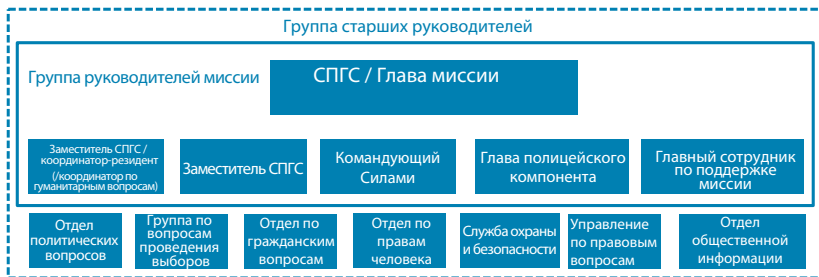 Группа старших руководителей
Группа руководителей миссии
СПГС / Глава миссии
Заместитель СПГС /
координатор-резидент
(/координатор по
гуманитарным вопросам)
Заместитель СПГС
Командующий
Силами
Глава полицейского
компонента
Главный сотрудник
по поддержке
миссии
Отдел
политических
вопросов
Группа по
вопросам
проведения
выборов
Отдел по
гражданским
вопросам
Отдел по
правам
человека
Служба охраны
и безопасности
Управление
по правовым
вопросам
Отдел
общественной
информации